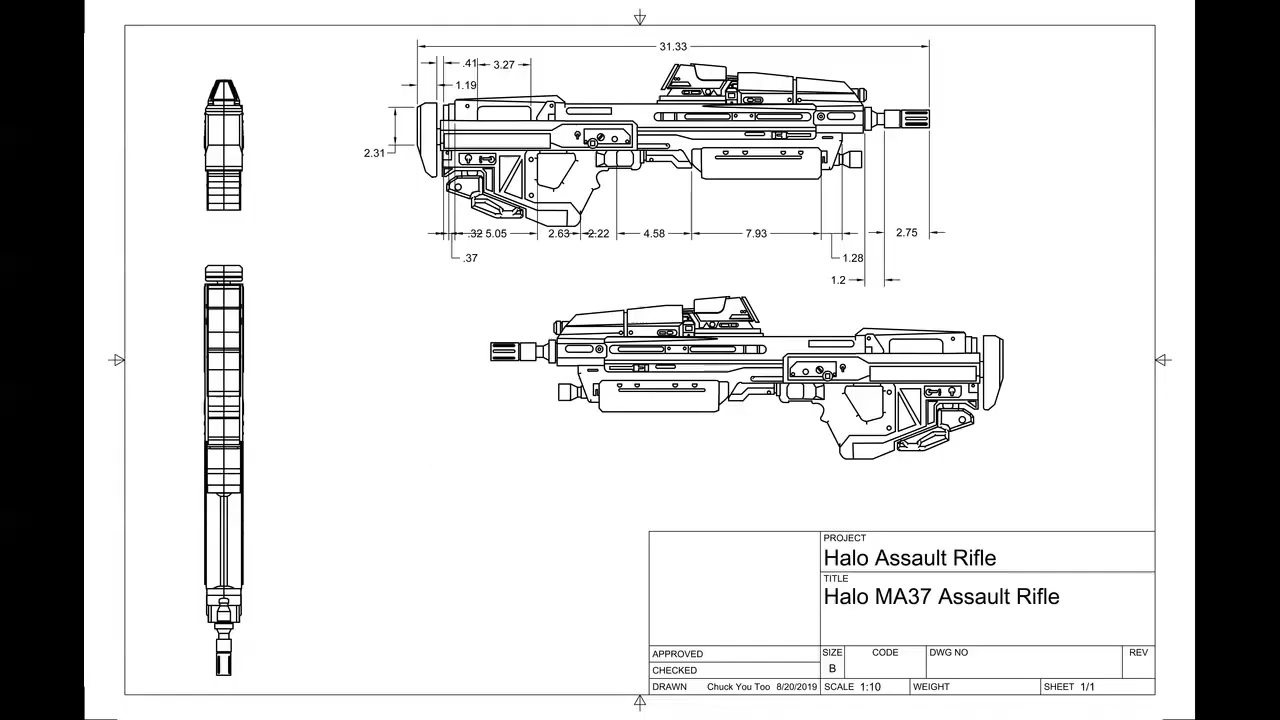 31.33
.41 3.27
1.19
2.31
.32 5.05 2.63 2.22 4.58 7.93 2.75
.37 1.28
1.2
PROJECT
Halo Assault Rifle
TITLE
Halo MA37 Assault Rifle
APPROVED SIZE CODE DWG NO REV
CHECKED B
DRAWN Chuck You Too 8/20/2019 SCALE 1:10 WEIGHT SHEET 1/1